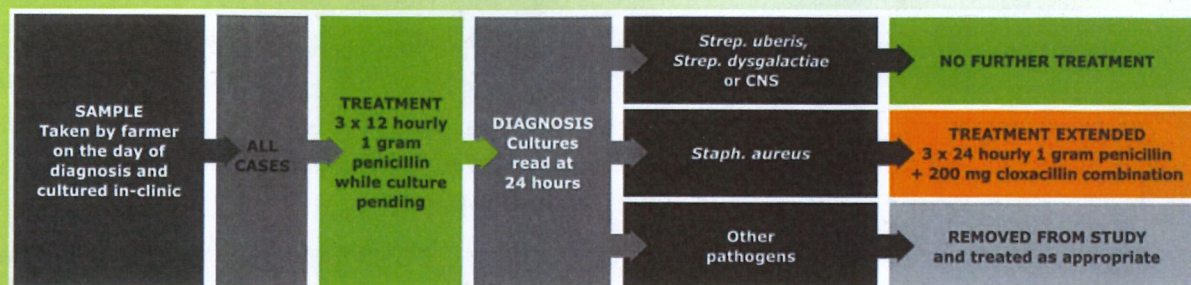 SAMPLE
Taken by farmer
on the day of
diagnosis and
cultured in-clinic
ALL
CASES
TREATMENT
3 x 12 hourly
1 gram
penicillin
while culture
pending
DIAGNOSIS
Cultures
read at
24 hours
Strep. uberis,
Strep. dysgalactiae
or CNS
NO FURTHER TREATMENT
Staph. aureus
TREATMENT EXTENDED
3 x 24 hourly 1 gram penicillin
+ 200 mg cloxacillin combination
Other
pathogens
REMOVED FROM STUDY
and treated as appropriate